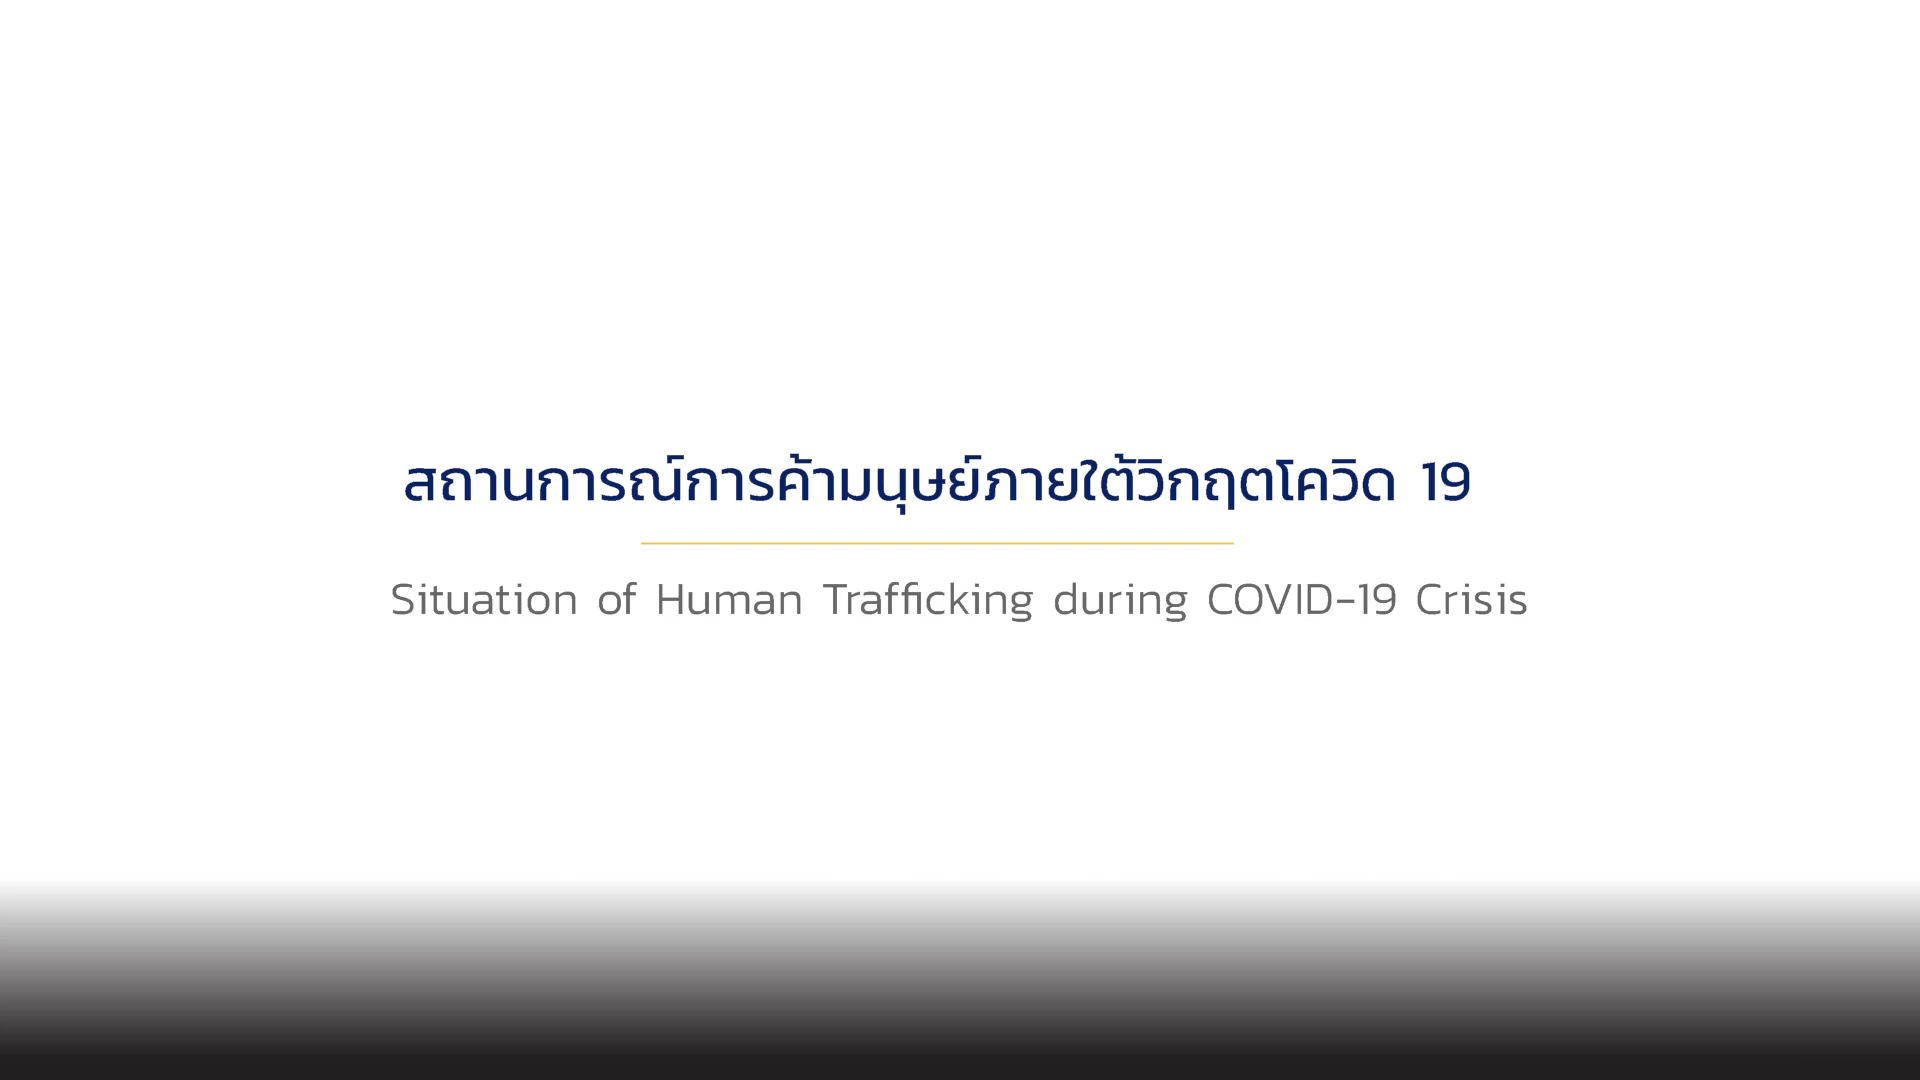 สถานการณ์การค้ามนุษย์ภายใต้วิกฤตโควิด 19
Situation of Human Trafficking during COVID-19 Crisis